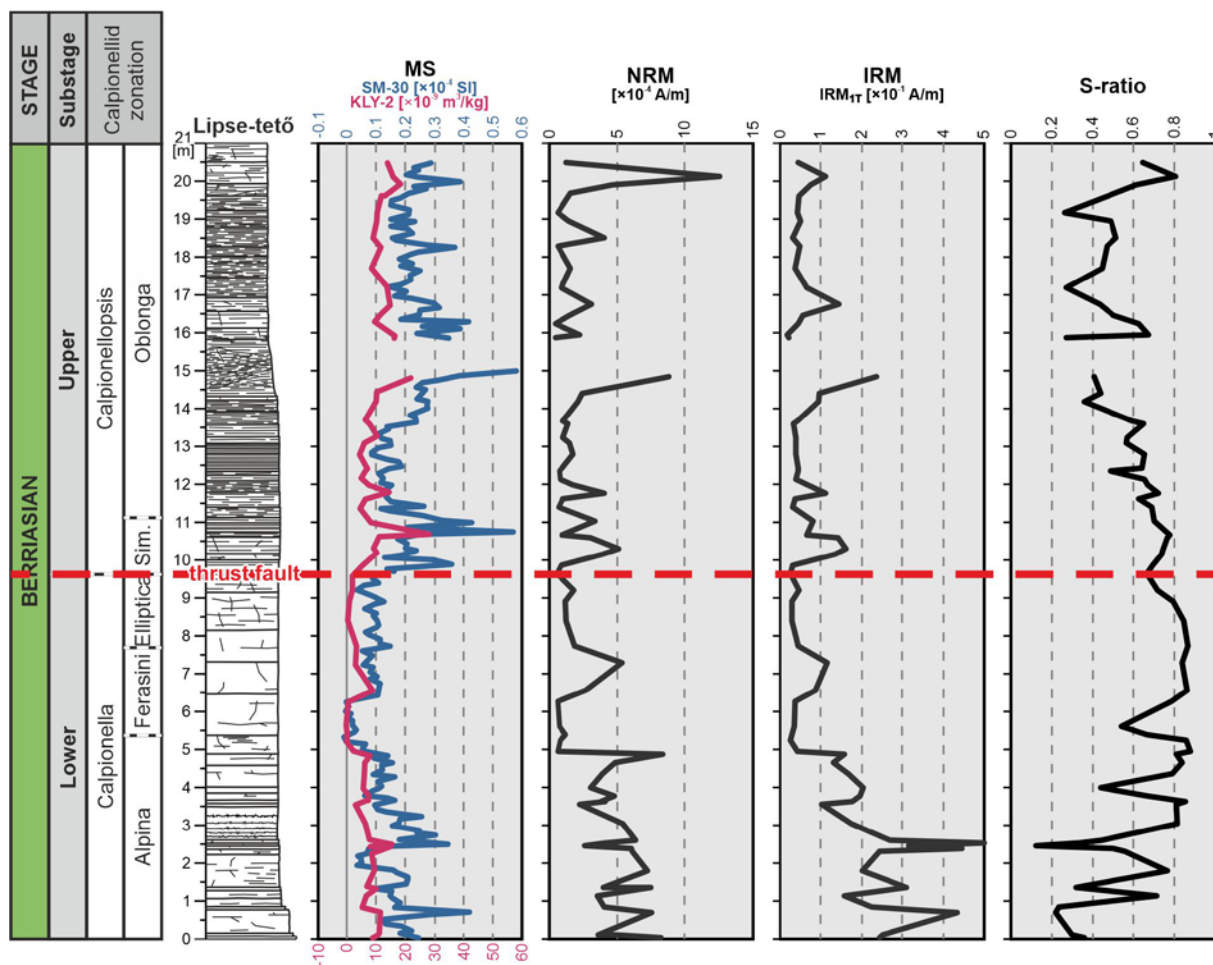 STAGE
Substage
Calpionellid
zonation
Lipse-tető
MS
SM-30 [×10⁻⁴ SI]
KLY-2 [×10⁻⁹ m³/kg]
-0.1 0 0.1 0.2 0.3 0.4 0.5 0.6
NRM
[×10⁻⁴ A/m]
0 5 10 15
IRM
IRM1T [×10⁻¹ A/m]
0 1 2 3 4 5
S-ratio
0 0.2 0.4 0.6 0.8 1
21
[m]
20
19
18
17
16
15
14
13
12
11
10
9
8
7
6
5
4
3
2
1
0
BERRIASIAN
Upper
Lower
Calpionellopsis
Calpionella
Oblonga
Sim.
Elliptica
Ferasini
Alpina
thrust fault
-10 0 10 20 30 40 50 60